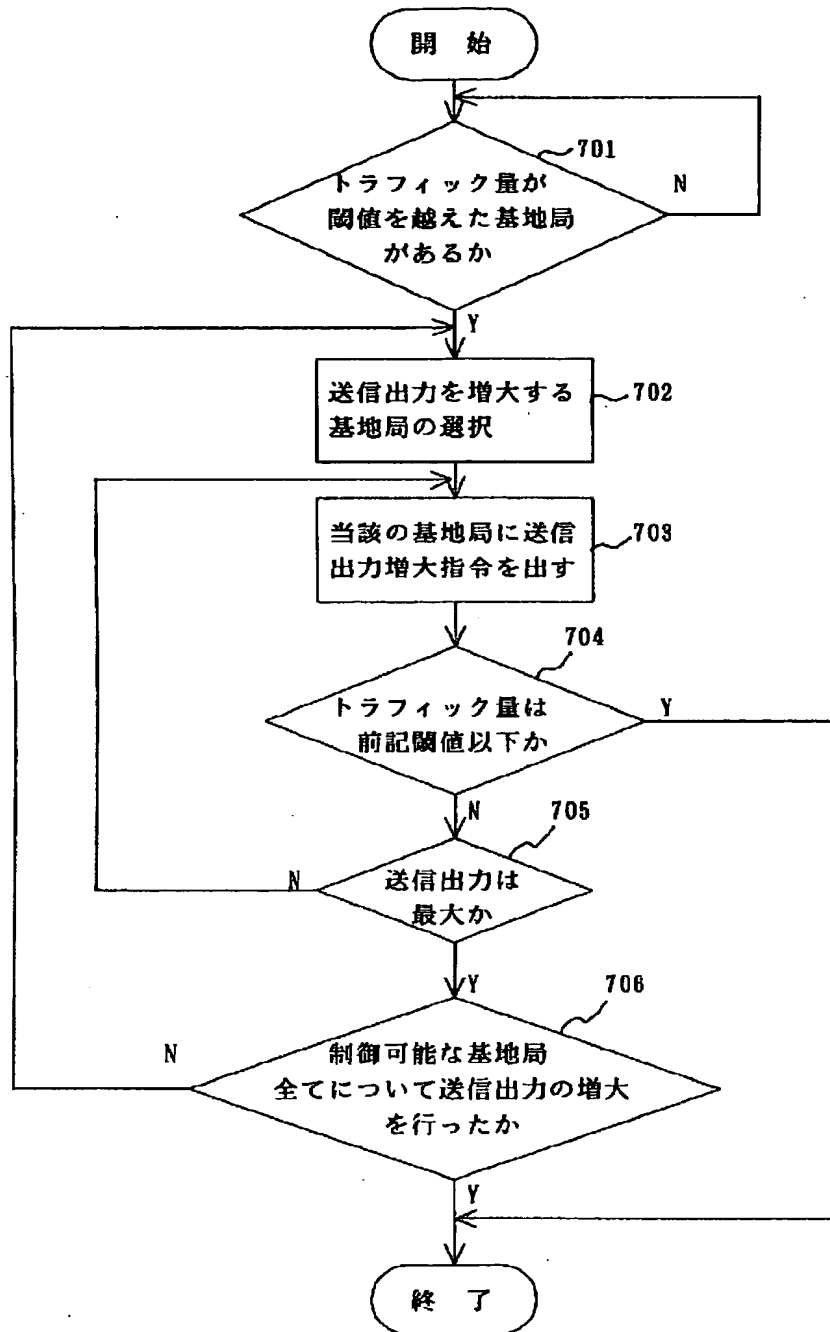 開 始
701
トラフィック量が
閾値を越えた基地局
があるか
N
Y
送信出力を増大する
基地局の選択
702
当該の基地局に送信
出力増大指令を出す
703
704
トラフィック量は
前記閾値以下か
Y
N
705
送信出力は
最大か
N
Y
706
制御可能な基地局
全てについて送信出力の増大
を行ったか
N
Y
終 了